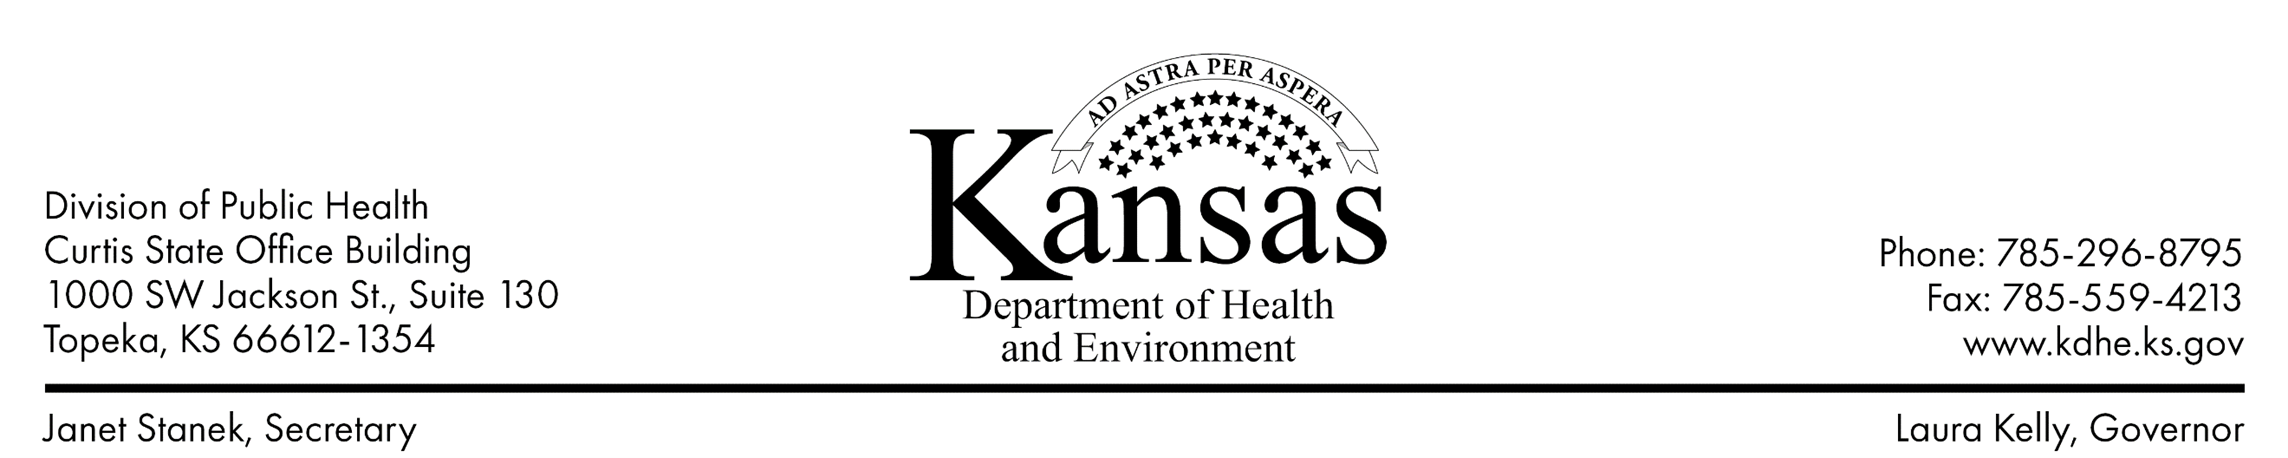 AD ASTRA PER ASPERA
Kansas
Department of Health
and Environment
Division of Public Health
Curtis State Office Building
1000 SW Jackson St., Suite 130
Topeka, KS 66612-1354
Phone: 785-296-8795
Fax: 785-559-4213
www.kdhe.ks.gov
Janet Stanek, Secretary
Laura Kelly, Governor